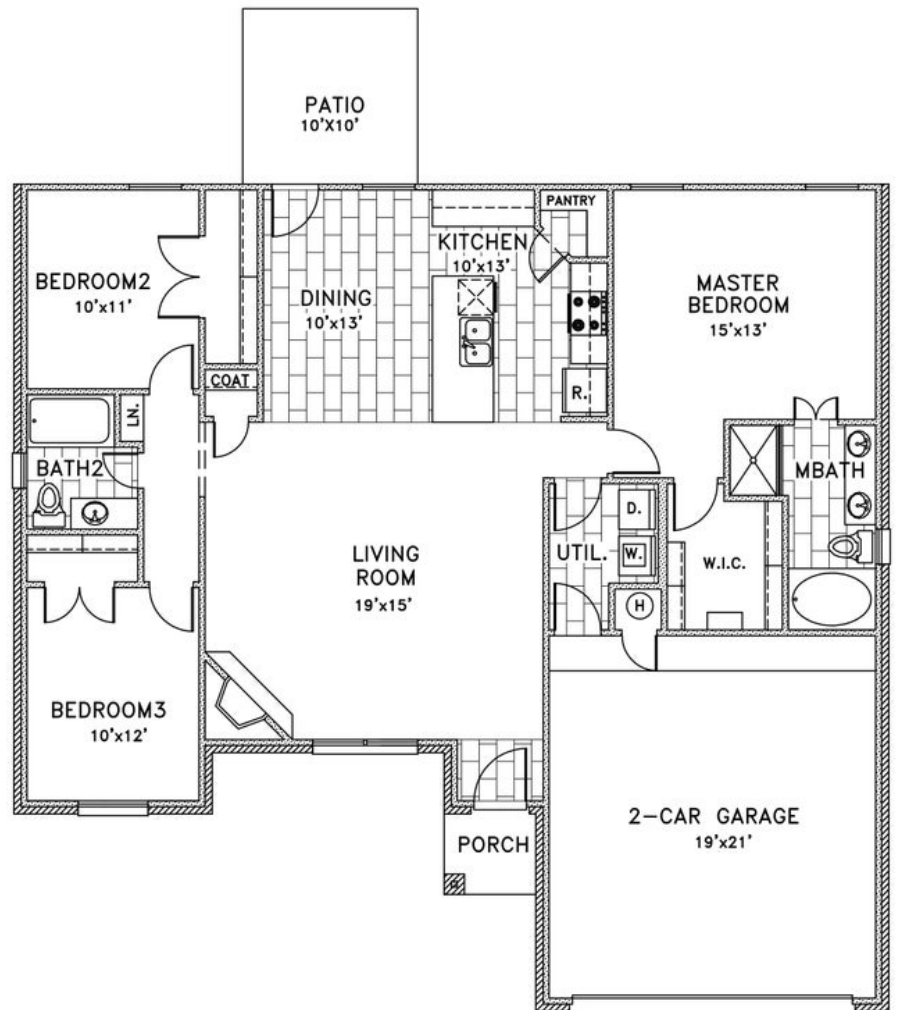 PATIO
10'X10'
PANTRY
KITCHEN
10'x13'
BEDROOM2
10'x11'
DINING
10'x13'
MASTER
BEDROOM
15'x13'
COAT
R.
LN.
BATH2
MBATH
D.
UTIL.
W.
W.I.C.
LIVING
ROOM
19'x15'
H
BEDROOM3
10'x12'
2-CAR GARAGE
19'x21'
PORCH